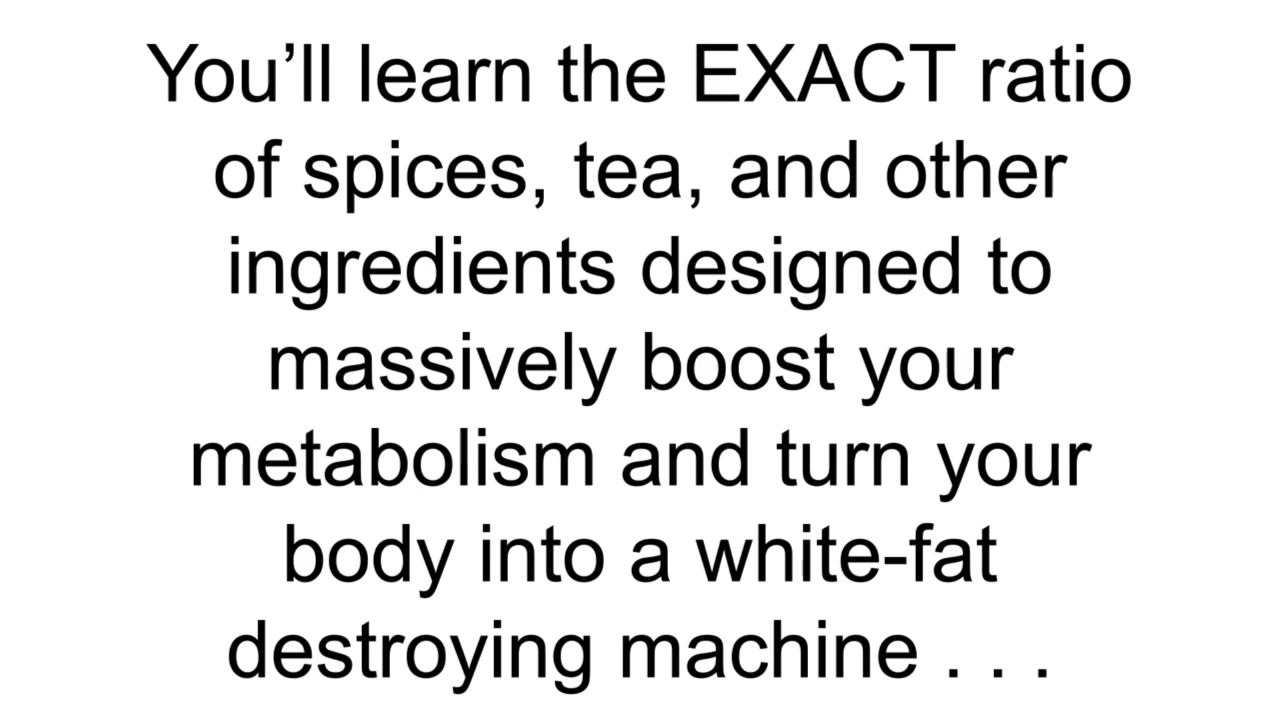 You’ll learn the EXACT ratio
of spices, tea, and other
ingredients designed to
massively boost your
metabolism and turn your
body into a white-fat
destroying machine . . .